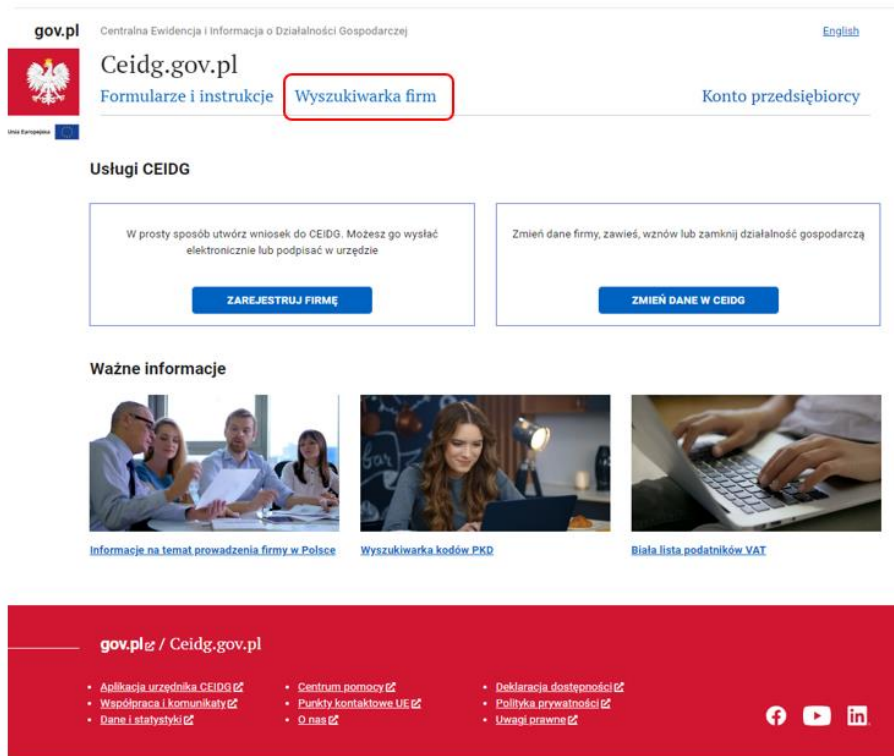 gov.pl
Centralna Ewidencja i Informacja o Działalności Gospodarczej
English
Ceidg.gov.pl
Formularze i instrukcje
Wyszukiwarka firm
Konto przedsiębiorcy
Unia Europejska
Usługi CEIDG
W prosty sposób utwórz wniosek do CEIDG. Możesz go wysłać
elektronicznie lub podpisać w urzędzie
ZAREJESTRUJ FIRMĘ
Zmień dane firmy, zawieś, wznów lub zamknij działalność gospodarczą
ZMIEŃ DANE W CEIDG
Ważne informacje
Informacje na temat prowadzenia firmy w Polsce
Wyszukiwarka kodów PKD
Biała lista podatników VAT
gov.pl / Ceidg.gov.pl
Aplikacja urzędnika CEIDG
Współpraca i komunikaty
Dane i statystyki
Centrum pomocy
Punkty kontaktowe UE
O nas
Deklaracja dostępności
Polityka prywatności
Uwagi prawne
in